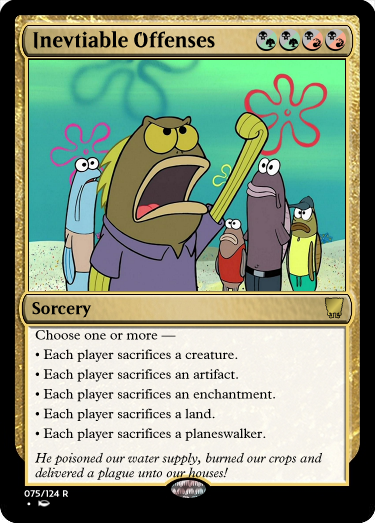 Inevtiable Offenses
Sorcery
Choose one or more —
• Each player sacrifices a creature.
• Each player sacrifices an artifact.
• Each player sacrifices an enchantment.
• Each player sacrifices a land.
• Each player sacrifices a planeswalker.
He poisoned our water supply, burned our crops and
delivered a plague unto our houses!
075/124 R